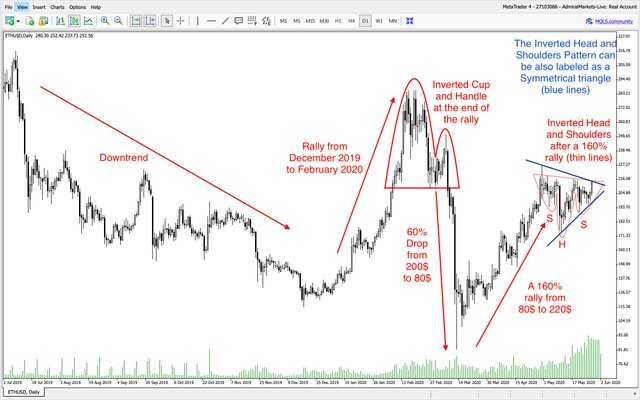 MetaTrader 4 - 27103086 - AdmiralMarkets-Live: Real Account
File View Insert Charts Options Help
M1 M5 M15 M30 H1 H4 D1 W1 MN
MQL5.community
ETHUSD,Daily 240.30 252.42 237.73 251.56
The Inverted Head and
Shoulders Pattern can
be also labeled as a
Symmetrical triangle
(blue lines)
Inverted Cup
and Handle
at the end of
the rally
Inverted Head
and Shoulders
after a 160%
rally (thin lines)
Downtrend
Rally from
December 2019
to February 2020
S
S
H
60%
Drop
from
200$
to 80$
A 160%
rally from
80$ to 220$
2 Jul 2019 18 Jul 2019 3 Aug 2019 19 Aug 2019 4 Sep 2019 20 Sep 2019 6 Oct 2019 22 Oct 2019 7 Nov 2019 23 Nov 2019 9 Dec 2019 25 Dec 2019 10 Jan 2020 26 Jan 2020 11 Feb 2020 27 Feb 2020 14 Mar 2020 30 Mar 2020 15 Apr 2020 1 May 2020 17 May 2020 2 Jun 2020
ETHUSD, Daily